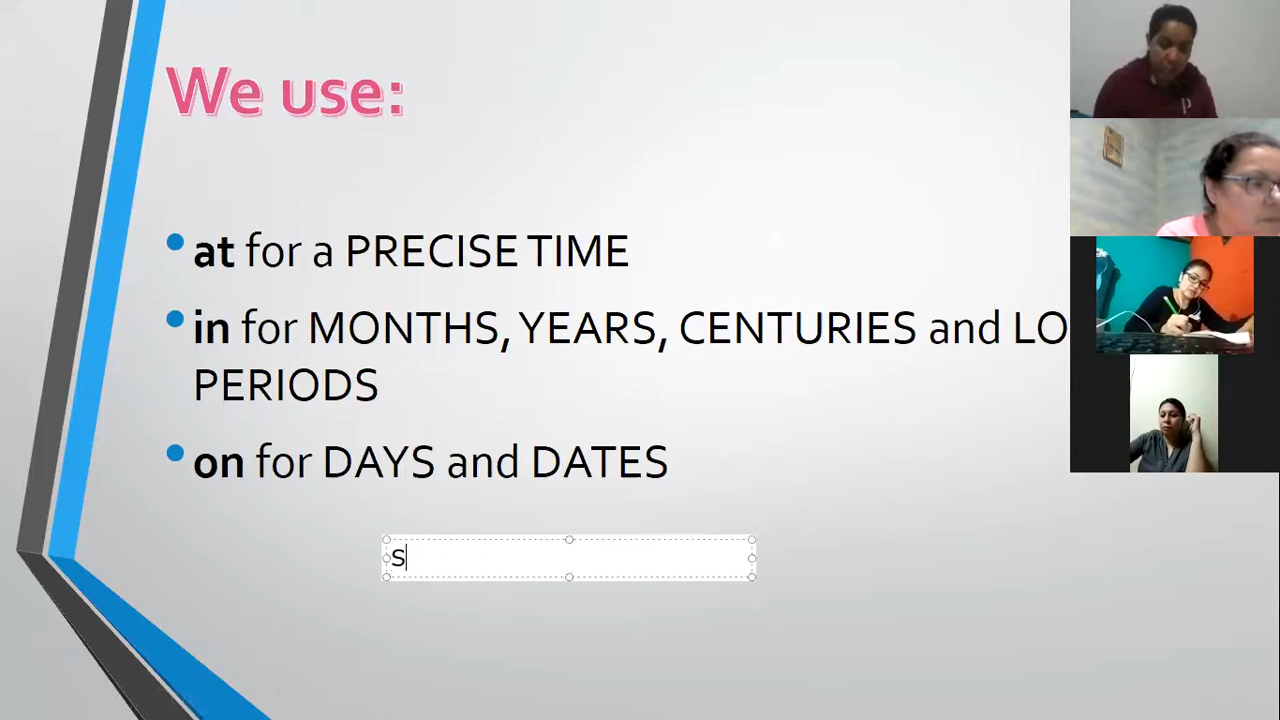 We use:
at for a PRECISE TIME
in for MONTHS, YEARS, CENTURIES and LO
PERIODS
on for DAYS and DATES
S